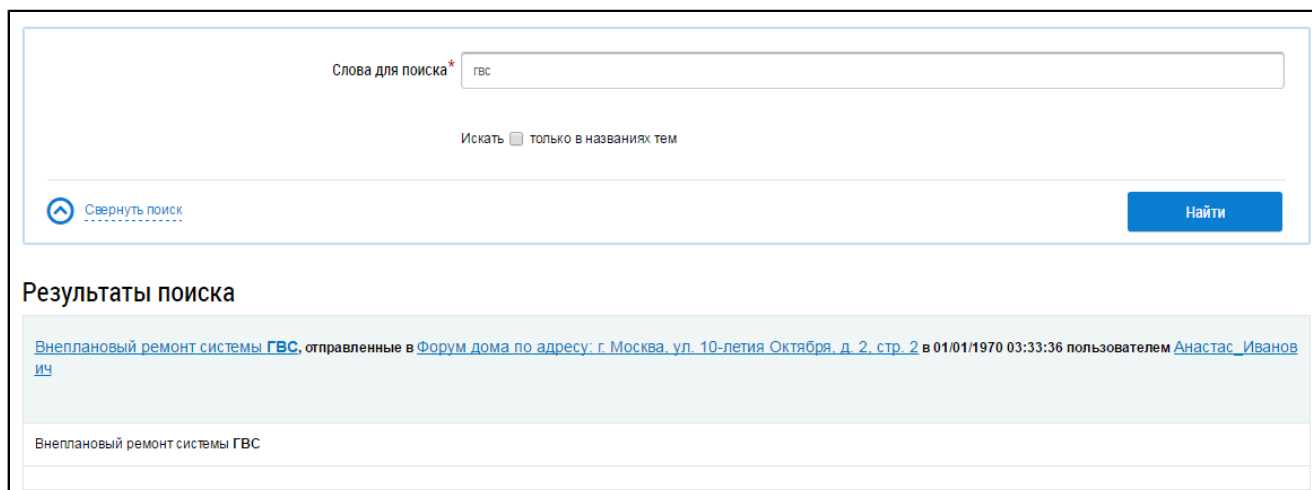 Слова для поиска*
гвс
Искать только в названиях тем
Свернуть поиск
Найти
Результаты поиска
Внеплановый ремонт системы ГВС, отправленные в Форум дома по адресу: г. Москва, ул. 10-летия Октября, д. 2, стр. 2 в 01/01/1970 03:33:36 пользователем Анастас_Иванов
ич
Внеплановый ремонт системы ГВС